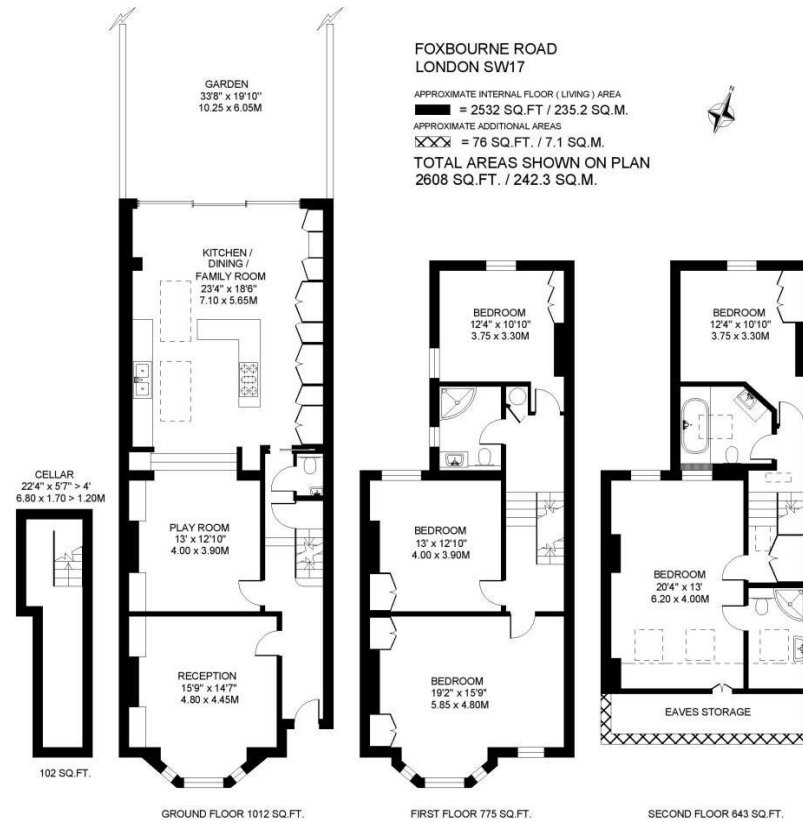 FOXBOURNE ROAD
LONDON SW17
APPROXIMATE INTERNAL FLOOR ( LIVING ) AREA
= 2532 SQ.FT / 235.2 SQ.M.
APPROXIMATE ADDITIONAL AREAS
= 76 SQ.FT. / 7.1 SQ.M.
TOTAL AREAS SHOWN ON PLAN
2608 SQ.FT. / 242.3 SQ.M.
N
GARDEN
33'8" x 19'10"
10.25 x 6.05M
KITCHEN /
DINING /
FAMILY ROOM
23'4" x 18'6"
7.10 x 5.65M
CELLAR
22'4" x 5'7" > 4'
6.80 x 1.70 > 1.20M
102 SQ.FT.
PLAY ROOM
13' x 12'10"
4.00 x 3.90M
RECEPTION
15'9" x 14'7"
4.80 x 4.45M
GROUND FLOOR 1012 SQ.FT.
BEDROOM
12'4" x 10'10"
3.75 x 3.30M
BEDROOM
13' x 12'10"
4.00 x 3.90M
BEDROOM
19'2" x 15'9"
5.85 x 4.80M
FIRST FLOOR 775 SQ.FT.
BEDROOM
12'4" x 10'10"
3.75 x 3.30M
BEDROOM
20'4" x 13'
6.20 x 4.00M
EAVES STORAGE
SECOND FLOOR 643 SQ.FT.